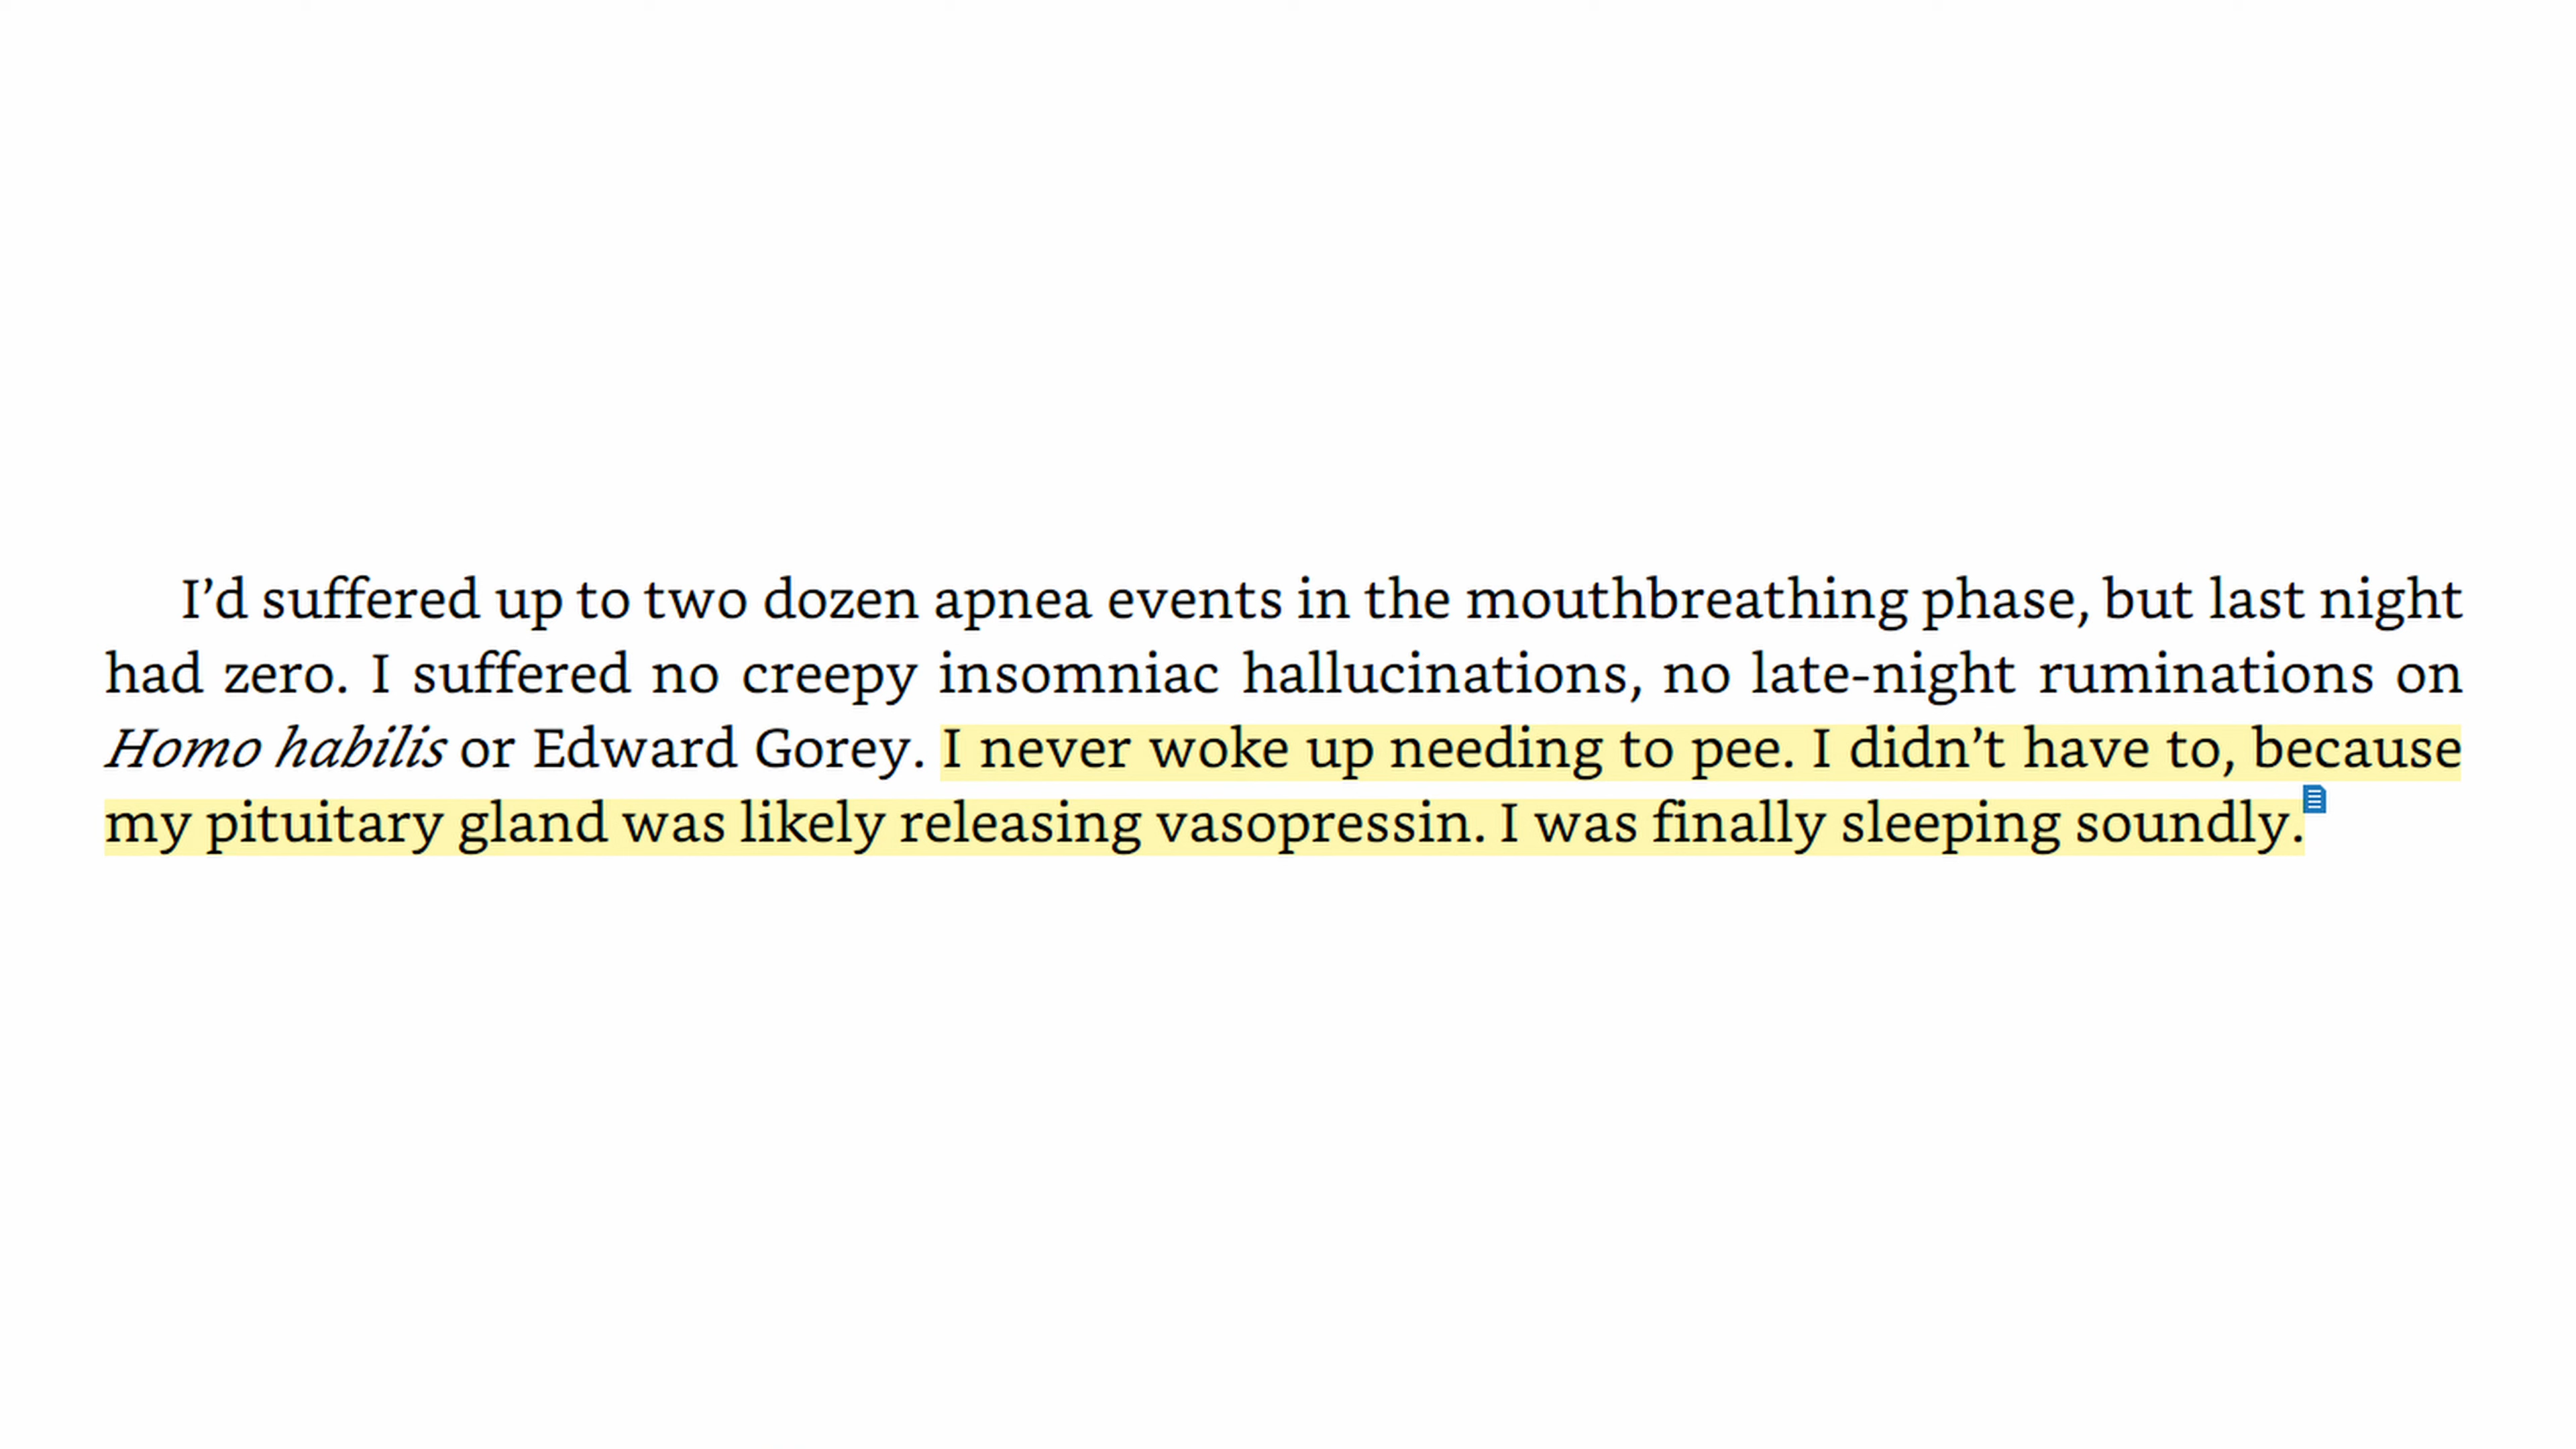 I’d suffered up to two dozen apnea events in the mouthbreathing phase, but last night
had zero. I suffered no creepy insomniac hallucinations, no late-night ruminations on
Homo habilis or Edward Gorey. I never woke up needing to pee. I didn’t have to, because
my pituitary gland was likely releasing vasopressin. I was finally sleeping soundly.